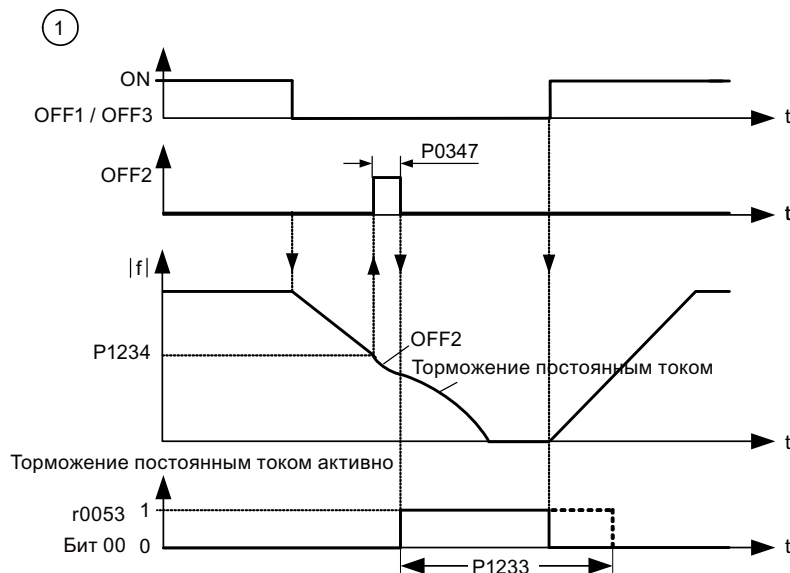 1
ON
OFF1 / OFF3
t
P0347
OFF2
t
|f|
P1234
OFF2
Торможение постоянным током
t
Торможение постоянным током активно
r0053 1
Бит 00 0
t
P1233